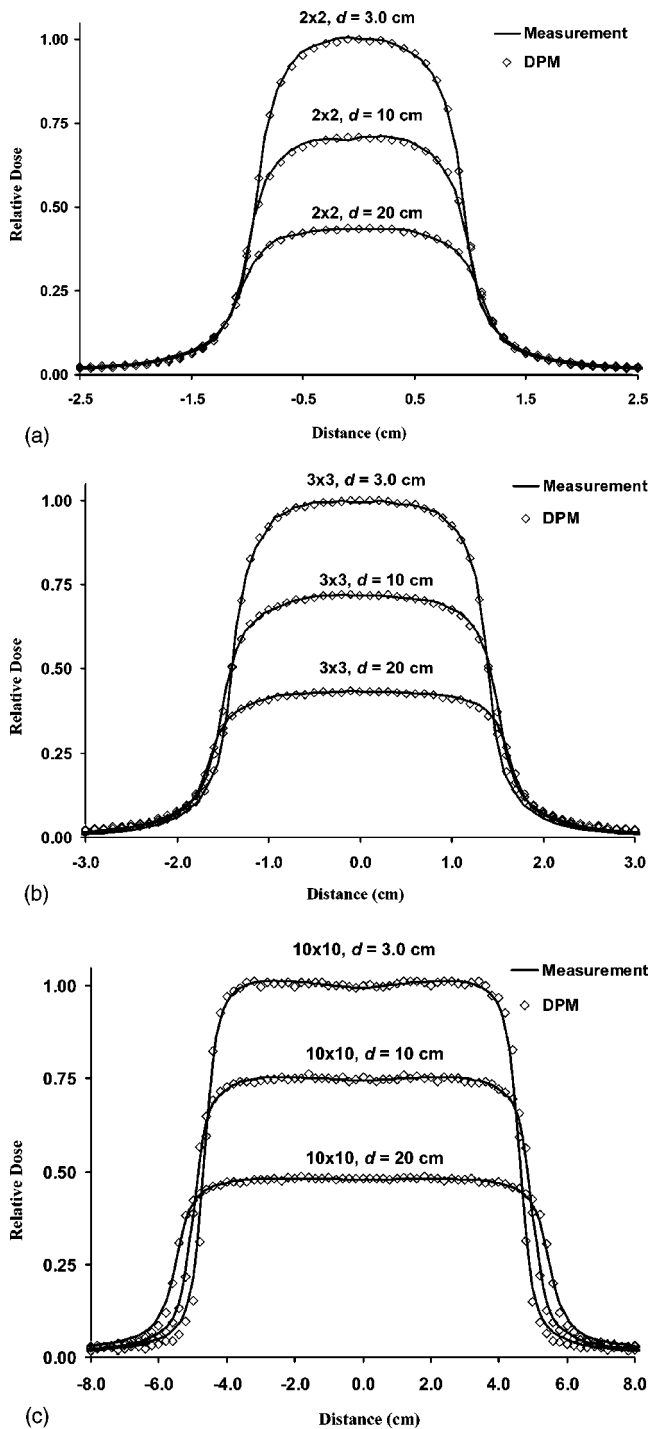 2x2, d = 3.0 cm
Measurement
DPM
1.00
2x2, d = 10 cm
0.75
Relative Dose
0.50
2x2, d = 20 cm
0.25
0.00
-2.5 -1.5 -0.5 0.5 1.5 2.5
(a)
Distance (cm)
3x3, d = 3.0 cm
Measurement
1.00
DPM
3x3, d = 10 cm
0.75
Relative Dose
0.50
3x3, d = 20 cm
0.25
0.00
-3.0 -2.0 -1.0 0.0 1.0 2.0 3.0
(b)
Distance (cm)
10x10, d = 3.0 cm
Measurement
1.00
DPM
10x10, d = 10 cm
0.75
Relative Dose
10x10, d = 20 cm
0.50
0.25
0.00
-8.0 -6.0 -4.0 -2.0 0.0 2.0 4.0 6.0 8.0
(c)
Distance (cm)